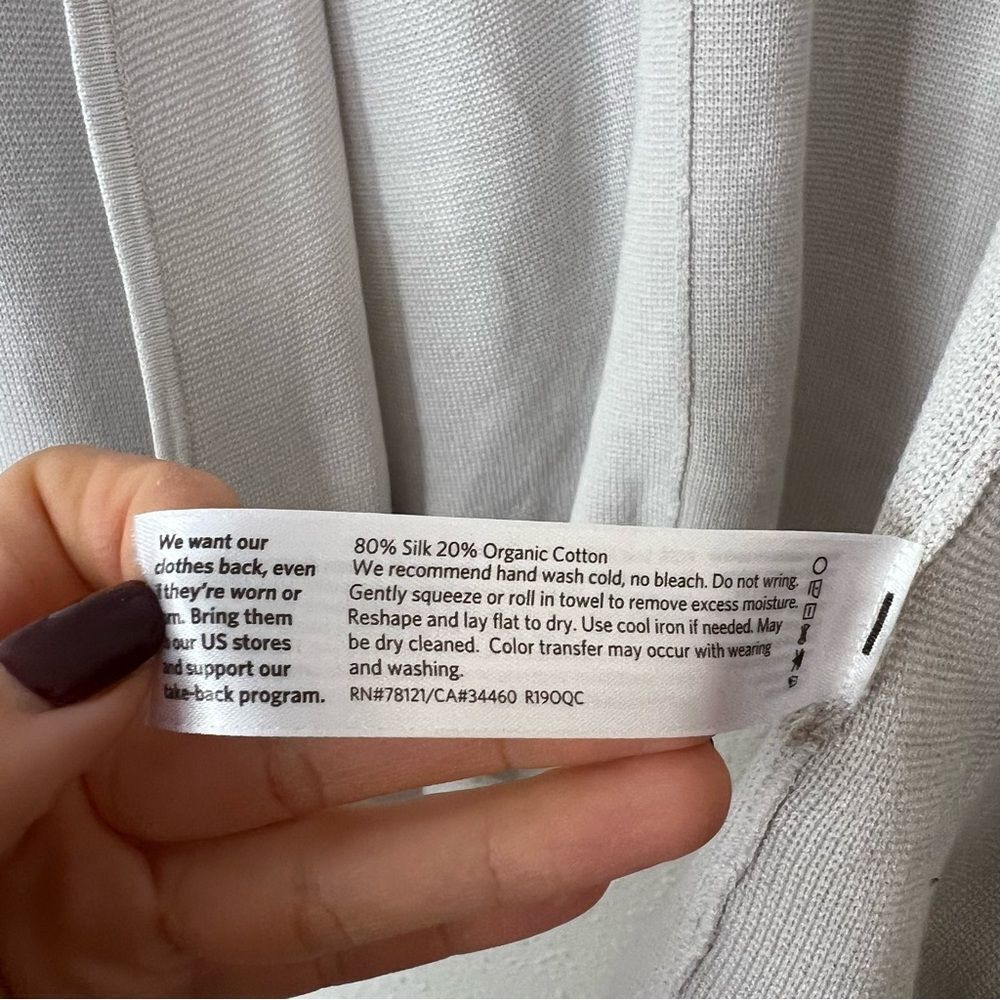 We want our
clothes back, even
they're worn or
Bring them
our US stores
and support our
take-back program.
80% Silk 20% Organic Cotton
We recommend hand wash cold, no bleach. Do not wring.
Gently squeeze or roll in towel to remove excess moisture.
Reshape and lay flat to dry. Use cool iron if needed. May
be dry cleaned. Color transfer may occur with wearing
and washing.
RN#78121/CA#34460 R19OQC